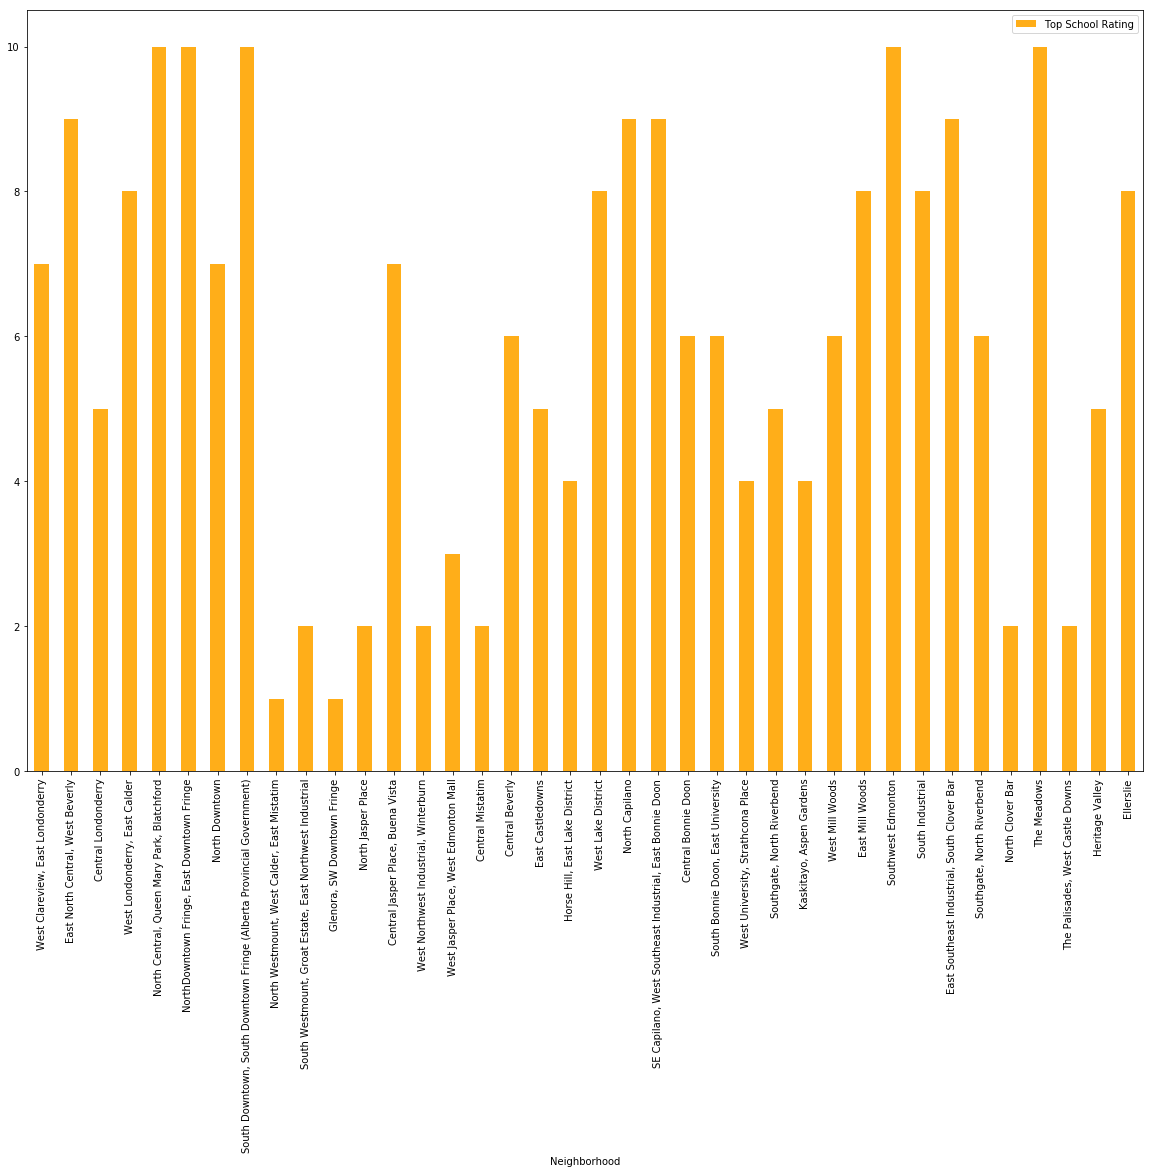 Top School Rating
10
8
6
4
2
0
West Clareview, East Londonderry
East North Central, West Beverly
Central Londonderry
West Londonderry, East Calder
North Central, Queen Mary Park, Blatchford
NorthDowntown Fringe, East Downtown Fringe
North Downtown
South Downtown, South Downtown Fringe (Alberta Provincial Government)
North Westmount, West Calder, East Mistatim
South Westmount, Groat Estate, East Northwest Industrial
Glenora, SW Downtown Fringe
North Jasper Place
Central Jasper Place, Buena Vista
West Northwest Industrial, Winterburn
West Jasper Place, West Edmonton Mall
Central Mistatim
Central Beverly
East Castledowns
Horse Hill, East Lake District
West Lake District
North Capilano
SE Capilano, West Southeast Industrial, East Bonnie Doon
Central Bonnie Doon
South Bonnie Doon, East University
West University, Strathcona Place
Southgate, North Riverbend
Kaskitayo, Aspen Gardens
West Mill Woods
East Mill Woods
Southwest Edmonton
South Industrial
East Southeast Industrial, South Clover Bar
Southgate, North Riverbend
North Clover Bar
The Meadows
The Palisades, West Castle Downs
Heritage Valley
Ellerslie
Neighborhood